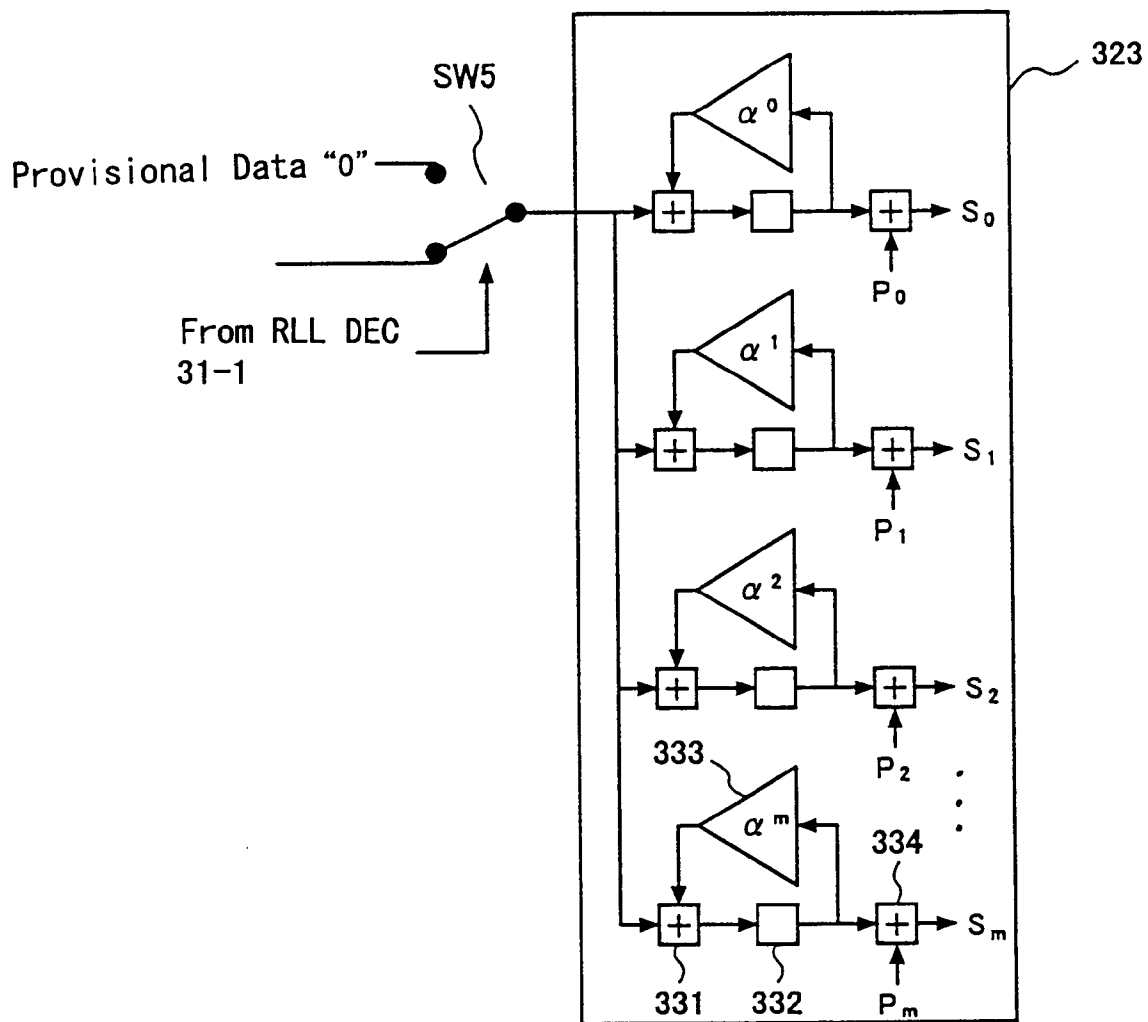 323
SW5
α⁰
Provisional Data “0”
+
+
S₀
P₀
From RLL DEC
31-1
α¹
+
+
S₁
P₁
α²
+
+
S₂
P₂
333
αᵐ
334
+
+
Sₘ
331
332
Pₘ